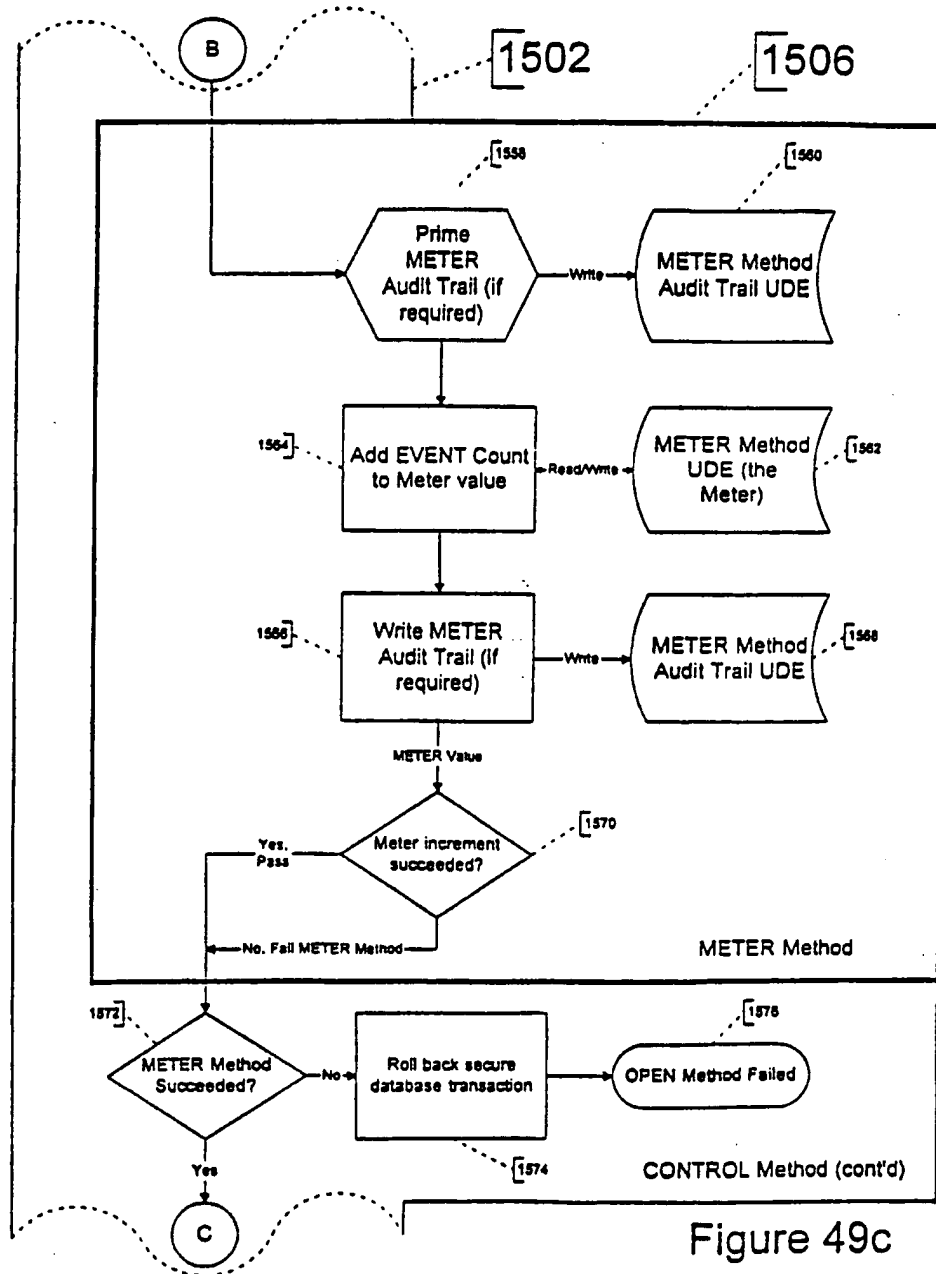 B
1502
1506
1558
1560
Prime
METER
Audit Trail (if
required)
Write
METER Method
Audit Trail UDE
1564
Add EVENT Count
to Meter value
Read/Write
METER Method
UDE (the
Meter)
1562
1566
Write METER
Audit Trail (if
required)
Write
METER Method
Audit Trail UDE
1568
METER Value
Meter increment
succeeded?
1570
Yes,
Pass
No, Fail METER Method
METER Method
1572
METER Method
Succeeded?
No
Roll back secure
database transaction
1576
OPEN Method Failed
1574
Yes
CONTROL Method (cont'd)
C
Figure 49c